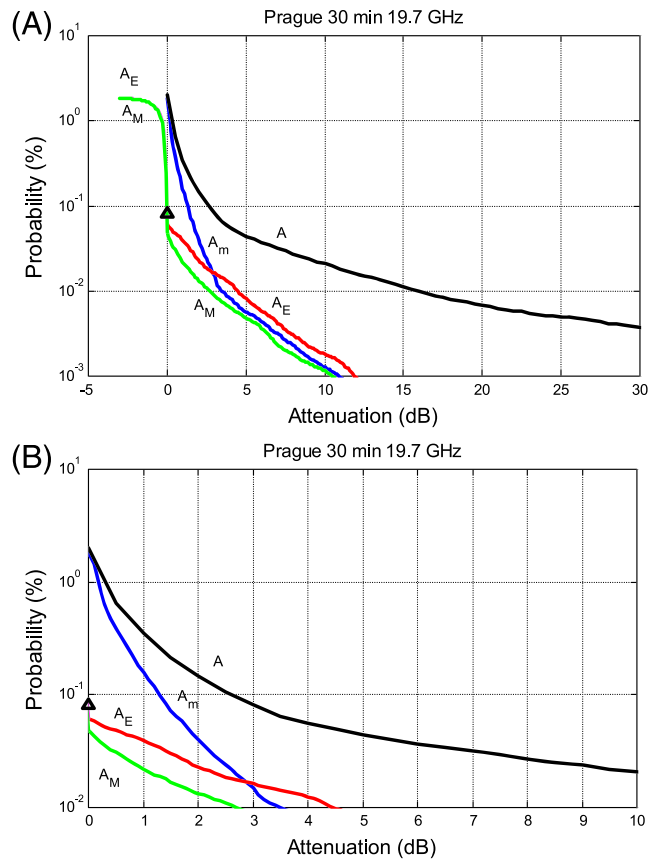 (A)
Prague 30 min 19.7 GHz
Probability (%)
10^1
10^0
10^-1
10^-2
10^-3
A_E
A_M
A
A_m
A_E
A_M
-5 0 5 10 15 20 25 30
Attenuation (dB)
(B)
Prague 30 min 19.7 GHz
Probability (%)
10^1
10^0
10^-1
10^-2
A
A_m
A_E
A_M
0 1 2 3 4 5 6 7 8 9 10
Attenuation (dB)